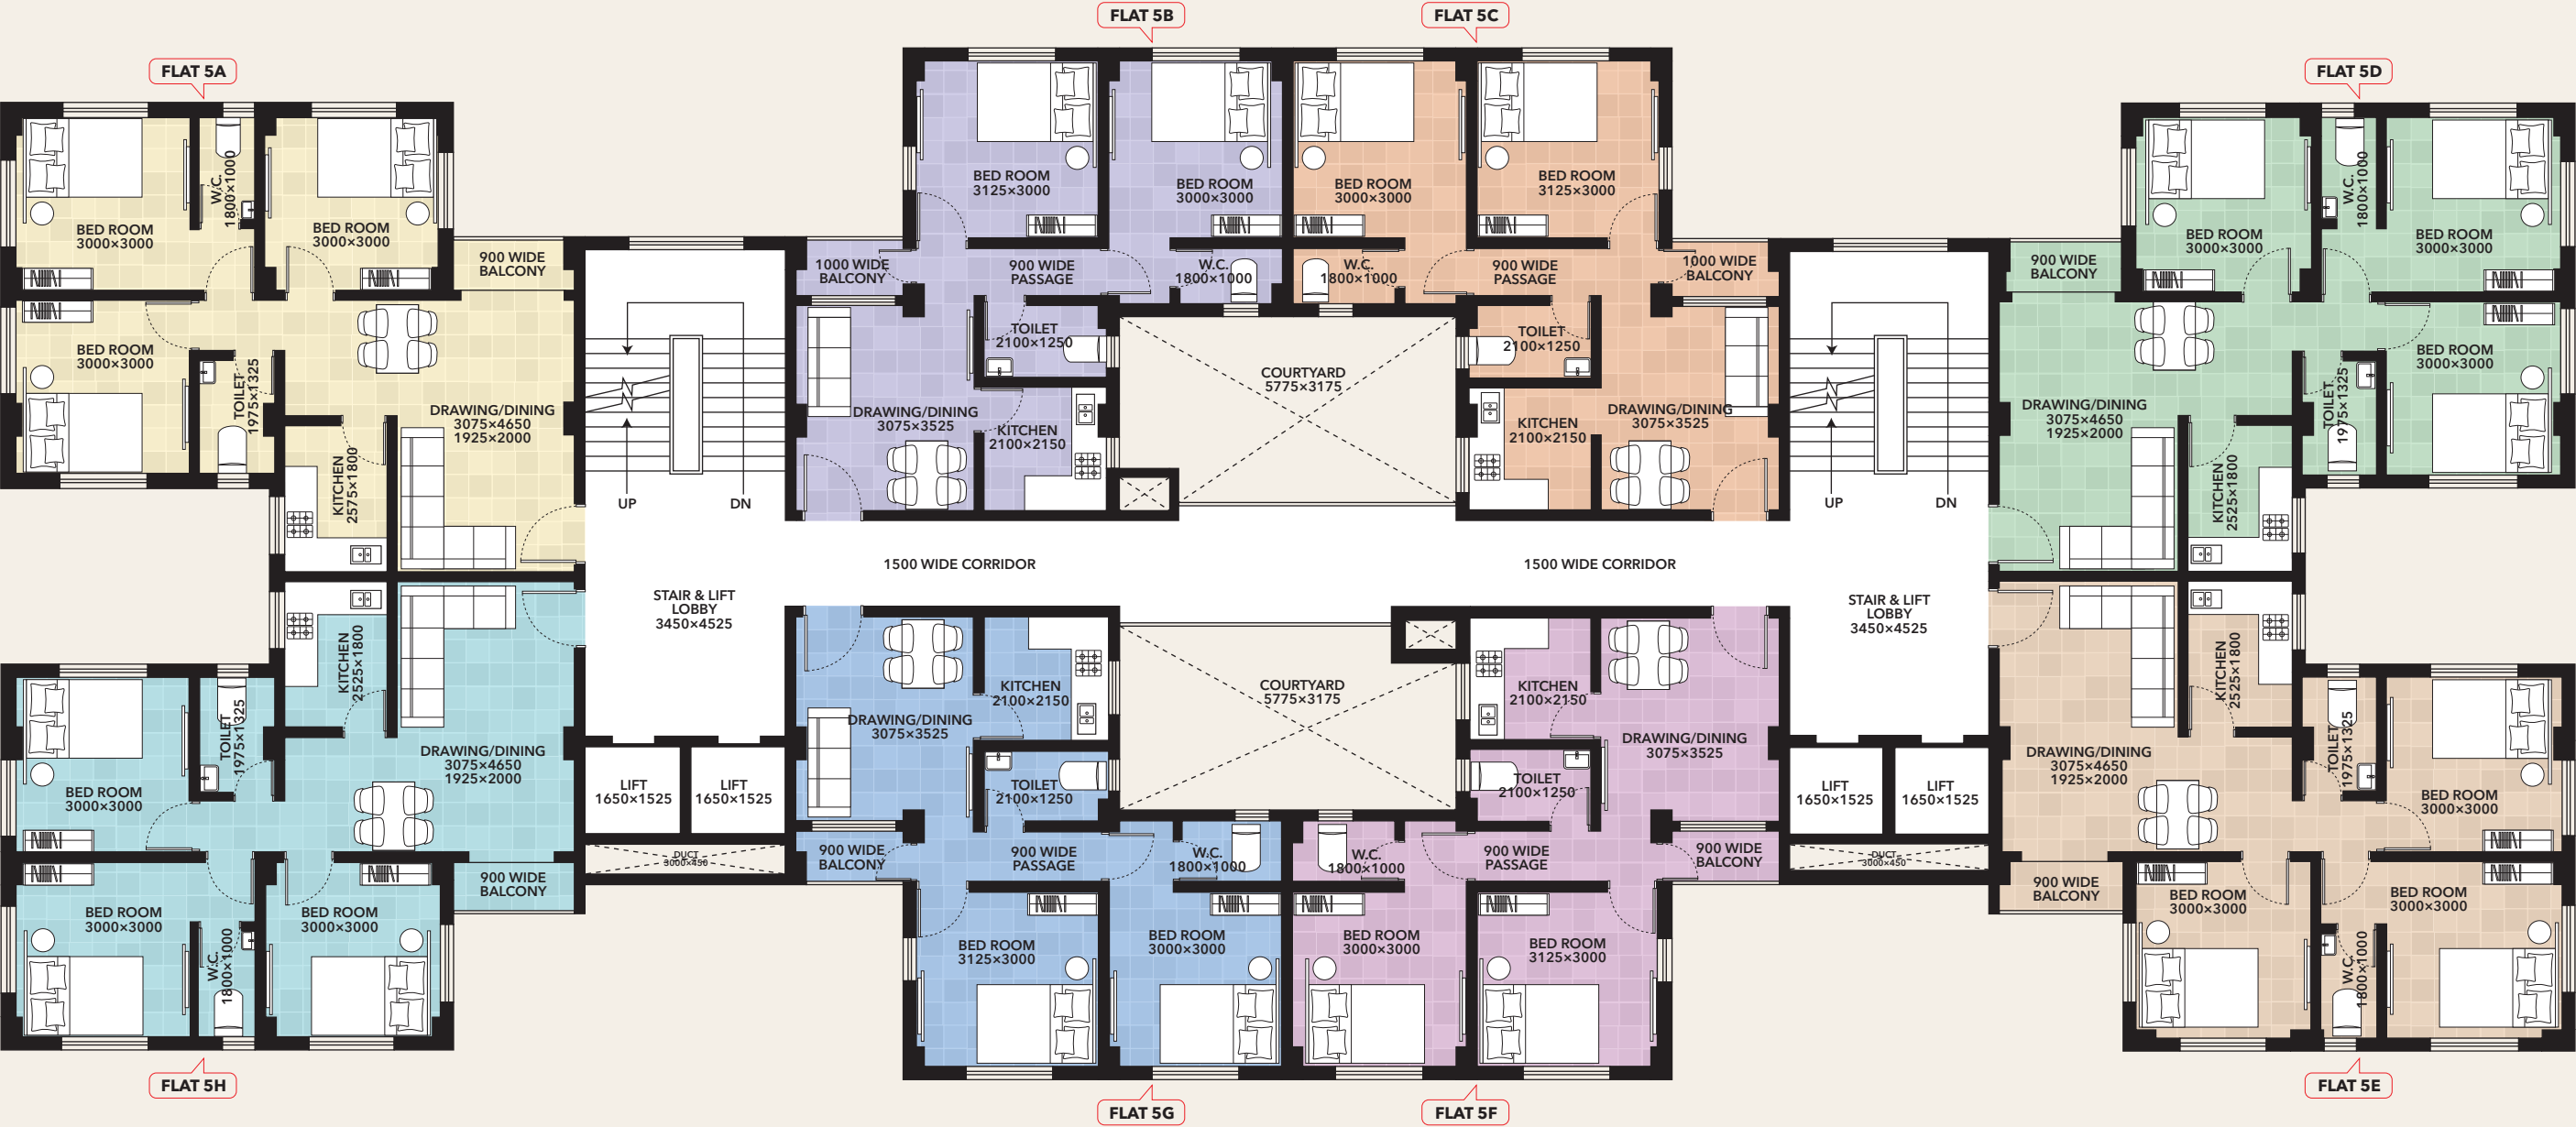 FLAT 5A
FLAT 5B
FLAT 5C
FLAT 5D
BED ROOM
3000×3000
W.C.
1800×1000
BED ROOM
3000×3000
900 WIDE
BALCONY
BED ROOM
3000×3000
TOILET
1975×1325
KITCHEN
2575×1800
DRAWING/DINING
3075×4650
1925×2000
UP
DN
BED ROOM
3125×3000
BED ROOM
3000×3000
1000 WIDE
BALCONY
900 WIDE
PASSAGE
W.C.
1800×1000
TOILET
2100×1250
DRAWING/DINING
3075×3525
KITCHEN
2100×2150
COURTYARD
5775×3175
BED ROOM
3000×3000
BED ROOM
3125×3000
W.C.
1800×1000
900 WIDE
PASSAGE
1000 WIDE
BALCONY
TOILET
2100×1250
KITCHEN
2100×2150
DRAWING/DINING
3075×3525
UP
DN
BED ROOM
3000×3000
W.C.
1800×1000
BED ROOM
3000×3000
900 WIDE
BALCONY
BED ROOM
3000×3000
TOILET
1975×1325
DRAWING/DINING
3075×4650
1925×2000
KITCHEN
2525×1800
1500 WIDE CORRIDOR
1500 WIDE CORRIDOR
STAIR & LIFT
LOBBY
3450×4525
STAIR & LIFT
LOBBY
3450×4525
KITCHEN
2525×1800
TOILET
1975×1325
DRAWING/DINING
3075×4650
1925×2000
BED ROOM
3000×3000
900 WIDE
BALCONY
BED ROOM
3000×3000
W.C.
1800×1000
BED ROOM
3000×3000
LIFT
1650×1525
LIFT
1650×1525
DUCT
3000×450
DRAWING/DINING
3075×3525
KITCHEN
2100×2150
TOILET
2100×1250
900 WIDE
BALCONY
900 WIDE
PASSAGE
W.C.
1800×1000
BED ROOM
3125×3000
BED ROOM
3000×3000
COURTYARD
5775×3175
KITCHEN
2100×2150
DRAWING/DINING
3075×3525
TOILET
2100×1250
W.C.
1800×1000
900 WIDE
PASSAGE
900 WIDE
BALCONY
BED ROOM
3000×3000
BED ROOM
3125×3000
LIFT
1650×1525
LIFT
1650×1525
DUCT
3000×450
KITCHEN
2525×1800
DRAWING/DINING
3075×4650
1925×2000
TOILET
1975×1325
BED ROOM
3000×3000
900 WIDE
BALCONY
BED ROOM
3000×3000
W.C.
1800×1000
BED ROOM
3000×3000
FLAT 5H
FLAT 5G
FLAT 5F
FLAT 5E